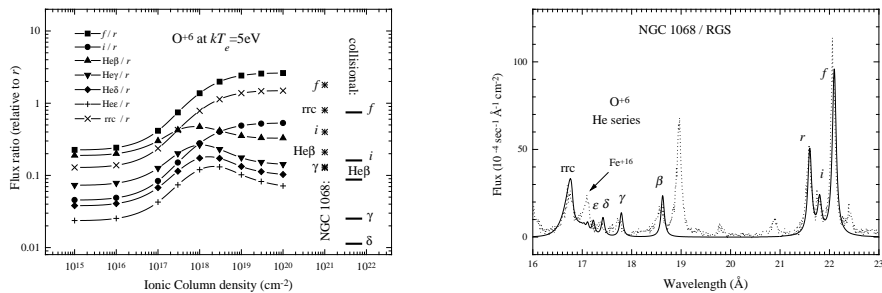 O+6 at kTe=5eV
f / r
i / r
Heβ / r
Heγ / r
Heδ / r
Heε / r
rrc / r
collisional:
NGC 1068:
f
rrc
i
Heβ
γ
f
i
Heβ
γ
δ
10
1
0.1
0.01
Flux ratio (relative to r)
10^15
10^16
10^17
10^18
10^19
10^20
10^21
10^22
Ionic Column density (cm-2)
NGC 1068 / RGS
O+6
He series
Fe+16
rrc
ε
δ
γ
β
r
i
f
0
40
80
120
Flux (10-4 sec-1 Å-1 cm-2)
16
17
18
19
20
21
22
23
Wavelength (Å)